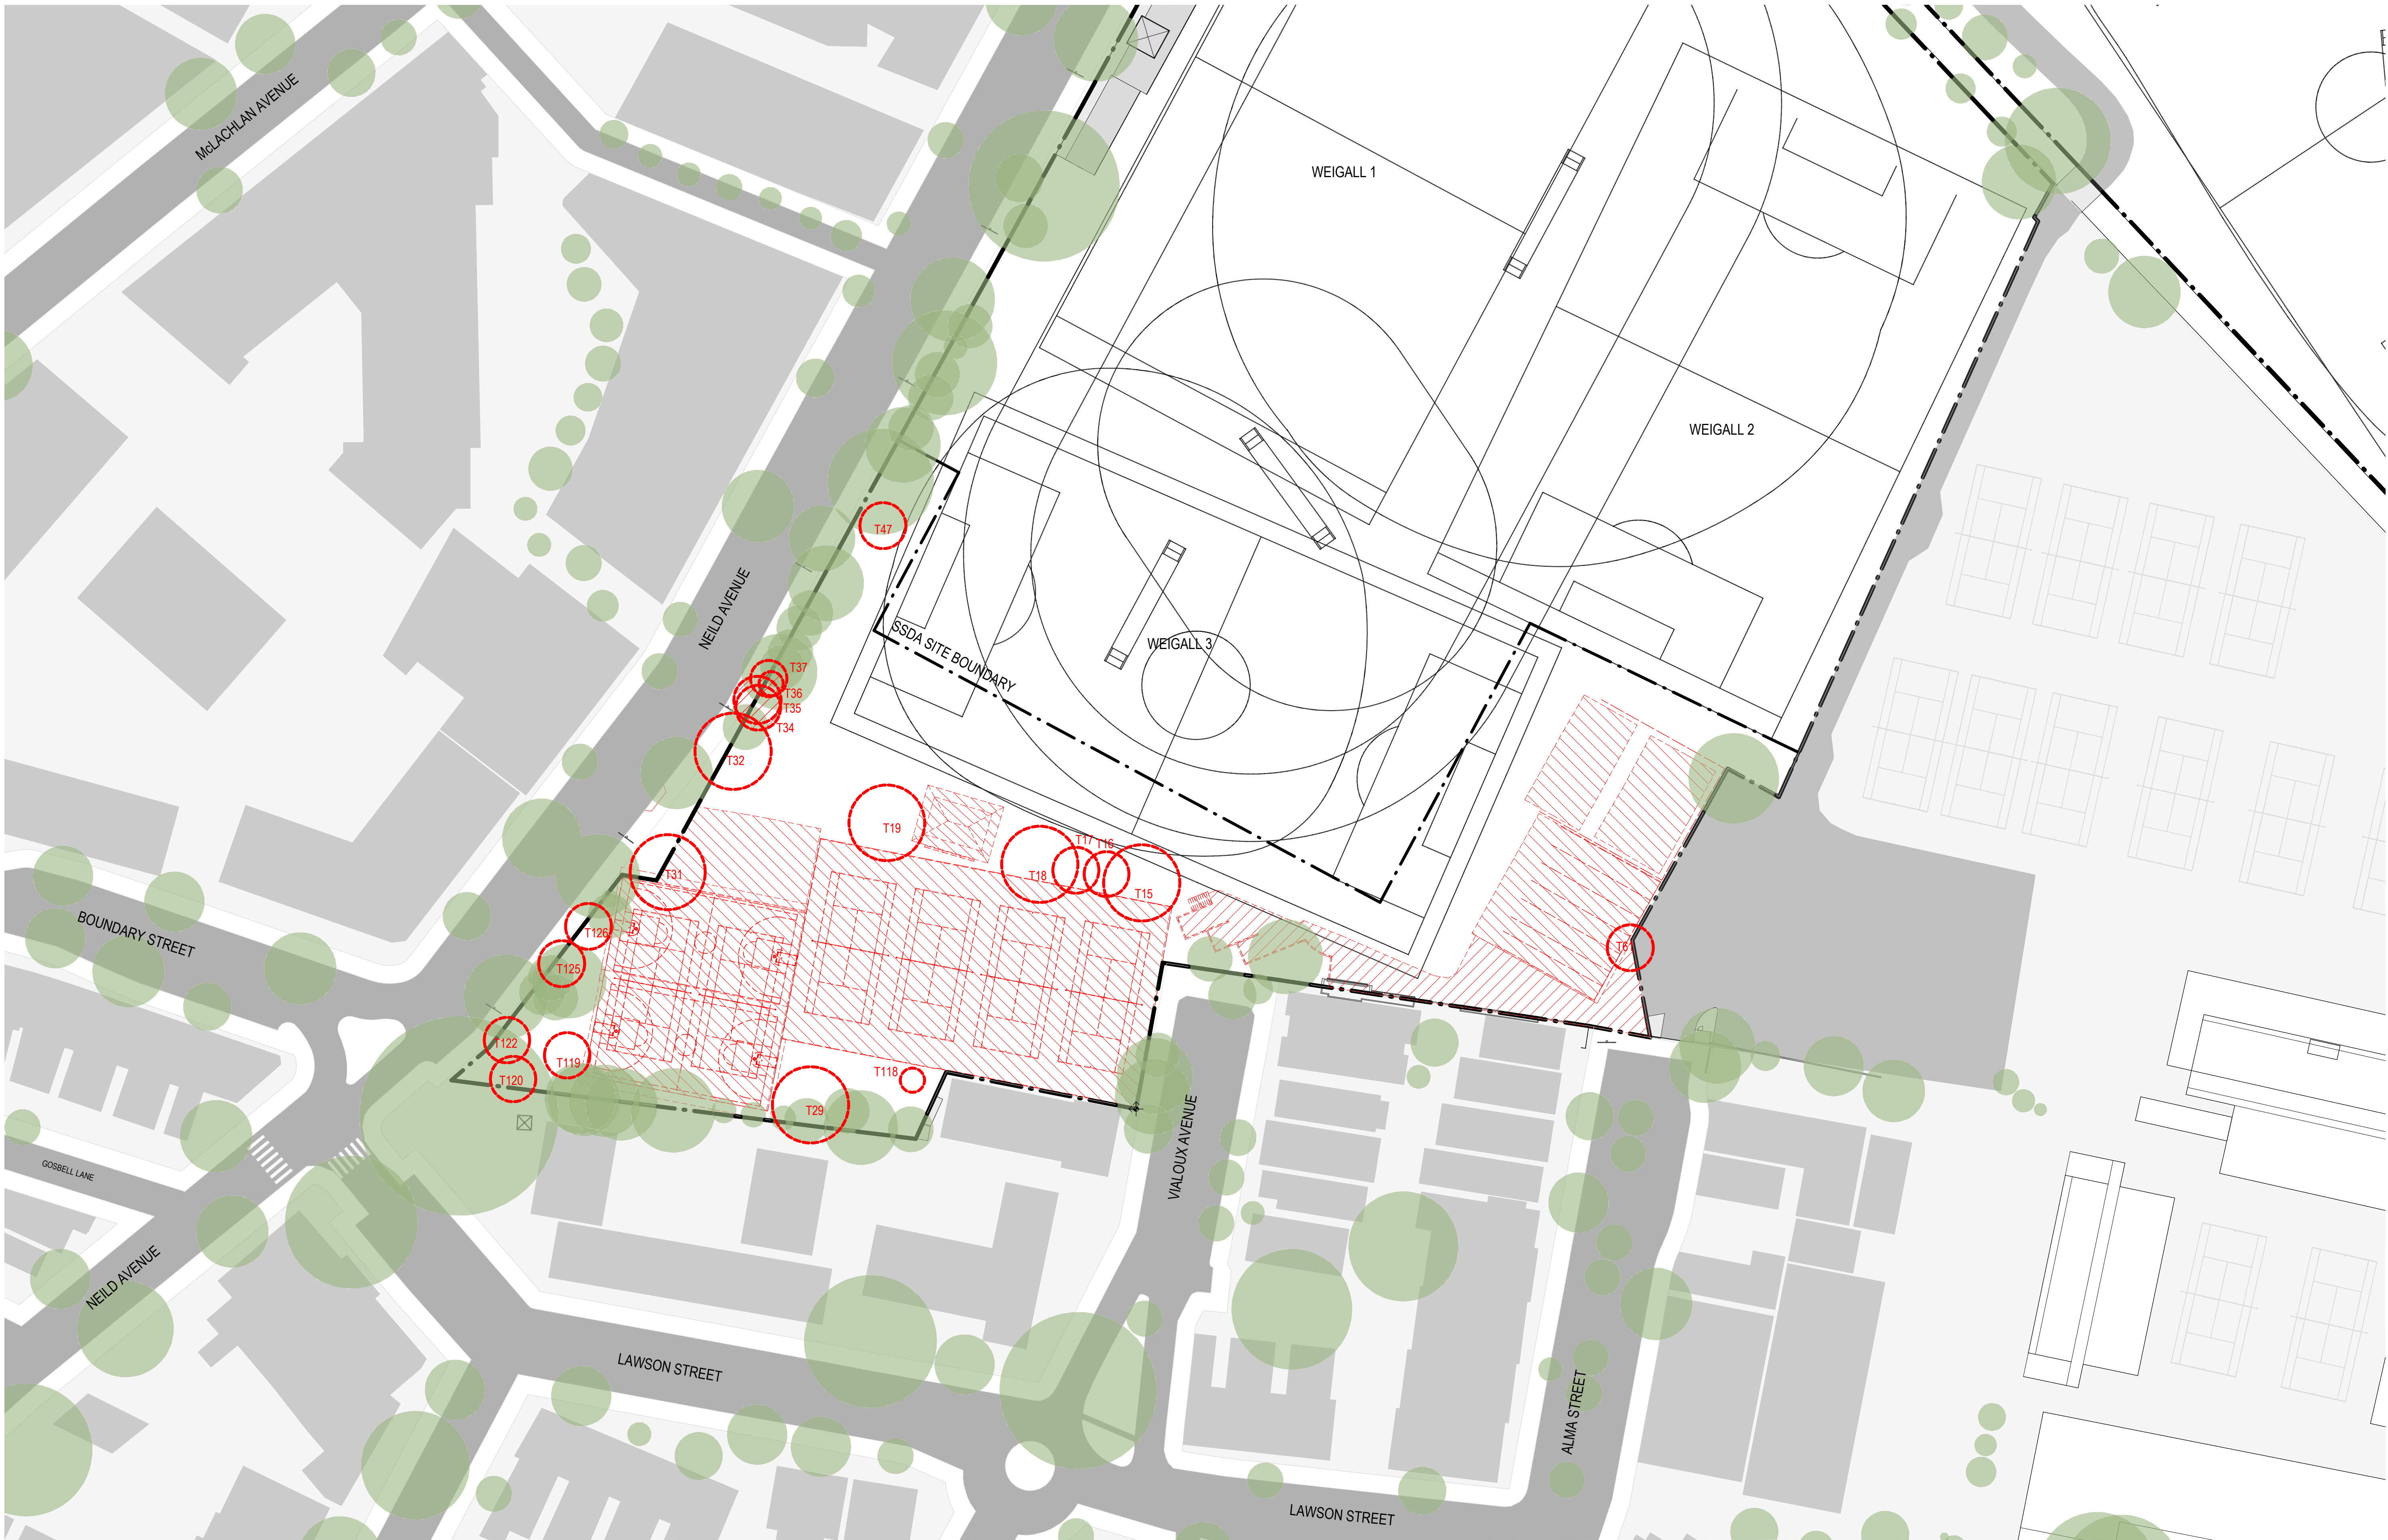 McLACHLAN AVENUE
WEIGALL 1
WEIGALL 2
T47
NEILD AVENUE
SSDA SITE BOUNDARY
WEIGALL 3
T37
T36
T35
T34
T32
T19
T17
T16
T18
T15
T31
T126
T125
T6
BOUNDARY STREET
T122
T119
T120
T118
T29
GOSBELL LANE
VIALOUX AVENUE
NEILD AVENUE
LAWSON STREET
ALMA STREET
LAWSON STREET